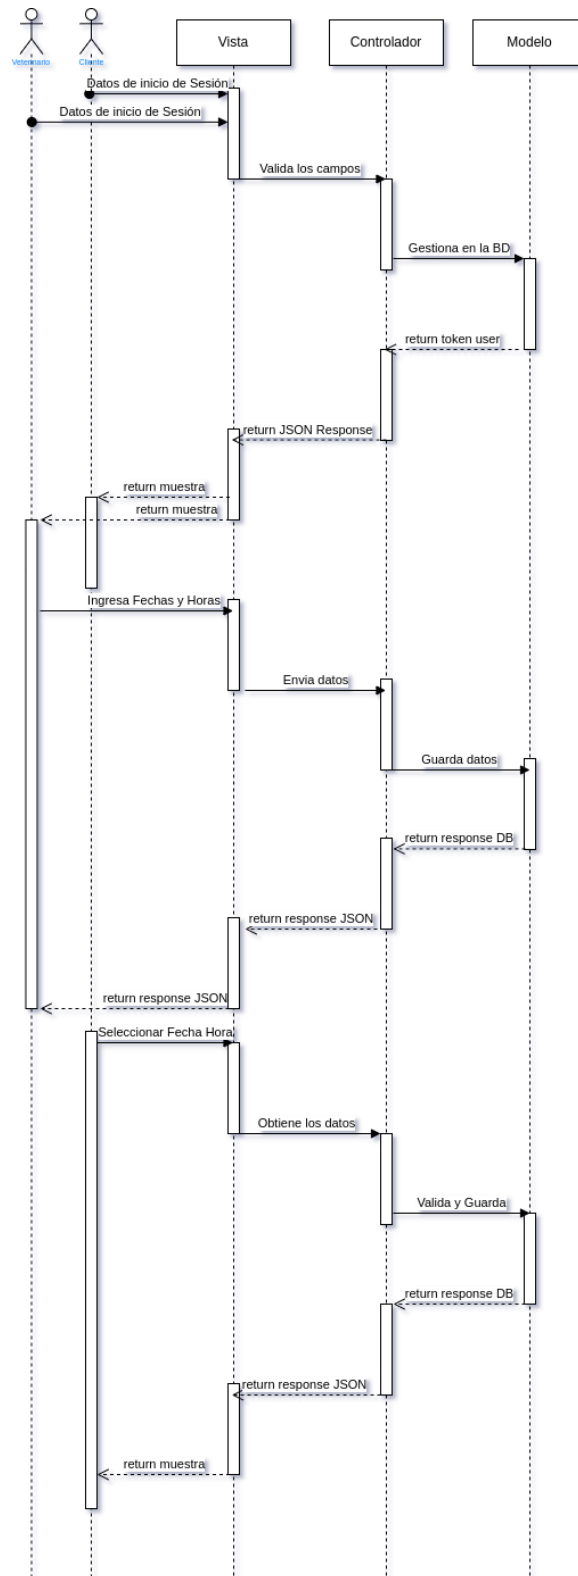 Veterinario
Cliente
Vista
Controlador
Modelo
Datos de inicio de Sesión
Datos de inicio de Sesión
Valida los campos
Gestiona en la BD
return token user
return JSON Response
return muestra
return muestra
Ingresa Fechas y Horas
Envia datos
Guarda datos
return response DB
return response JSON
return response JSON
Seleccionar Fecha Hora
Obtiene los datos
Valida y Guarda
return response DB
return response JSON
return muestra